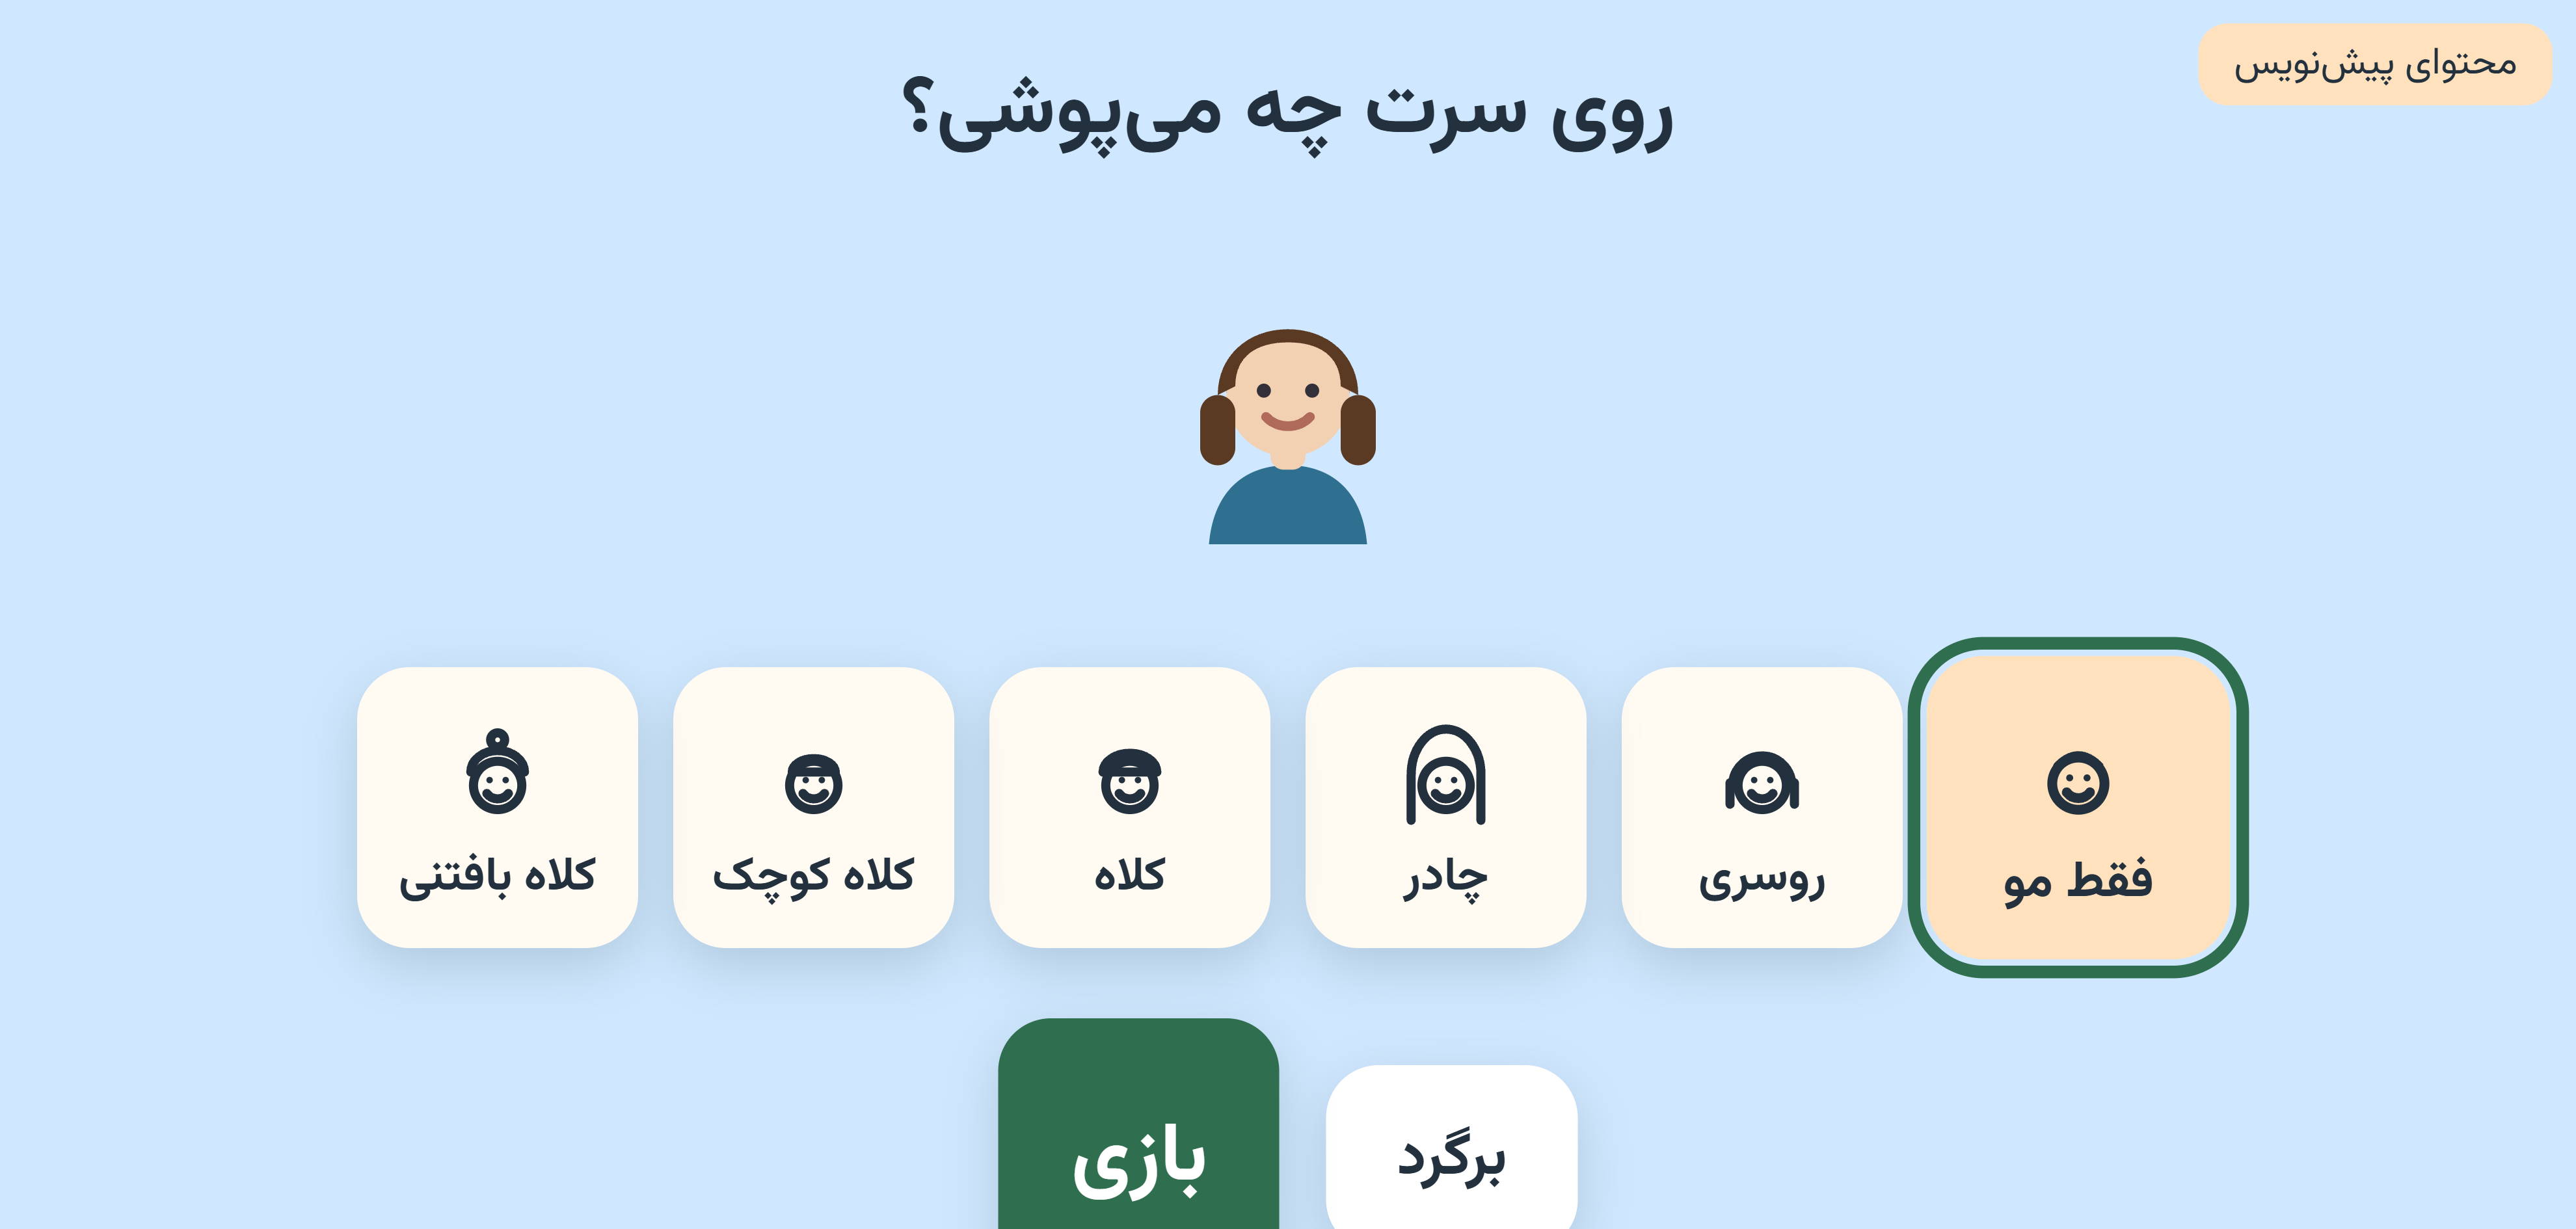 محتوای پیش‌نویس
روی سرت چه می‌پوشی؟
فقط مو
روسری
چادر
کلاه
کلاه کوچک
کلاه بافتنی
برگرد
بازی